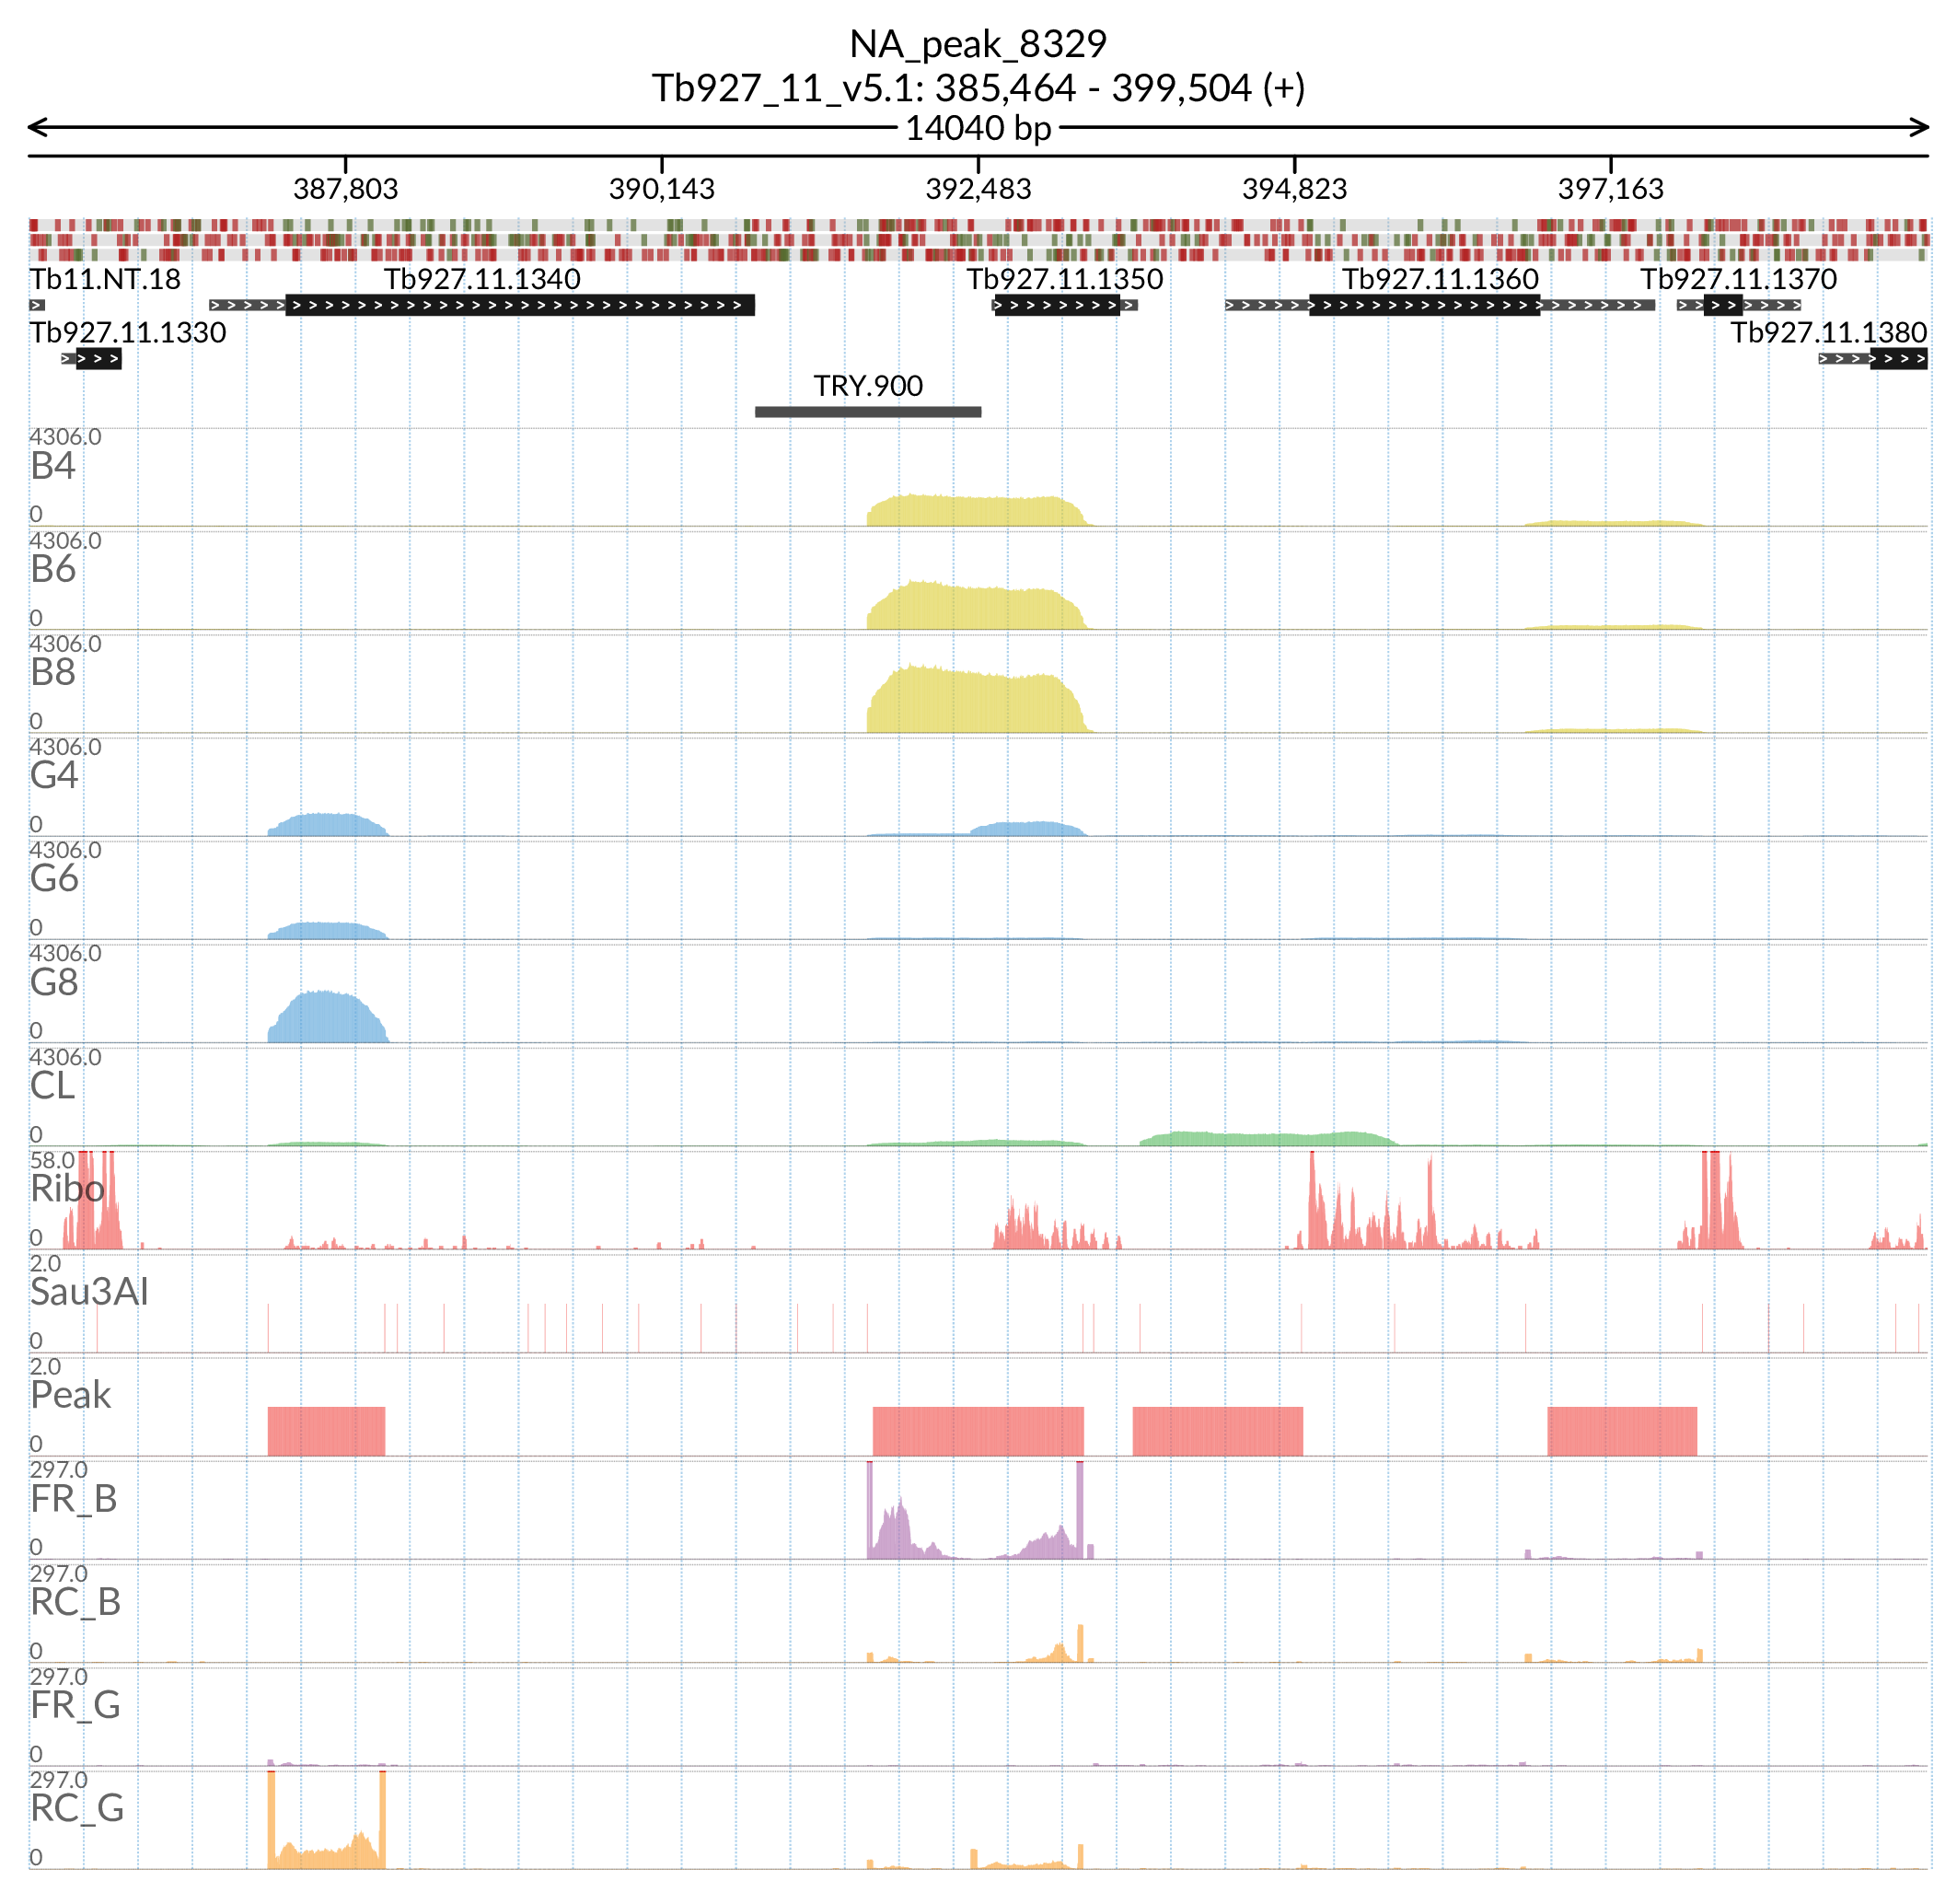 NA_peak_8329
Tb927_11_v5.1: 385,464 - 399,504 (+)
14040 bp
387,803 390,143 392,483 394,823 397,163
Tb11.NT.18 Tb927.11.1340 Tb927.11.1350 Tb927.11.1360 Tb927.11.1370
Tb927.11.1330 Tb927.11.1380
TRY.900
4306.0
B4
0
4306.0
B6
0
4306.0
B8
0
4306.0
G4
0
4306.0
G6
0
4306.0
G8
0
4306.0
CL
0
58.0
Ribo
0
2.0
Sau3AI
0
2.0
Peak
0
297.0
FR_B
0
297.0
RC_B
0
297.0
FR_G
0
297.0
RC_G
0